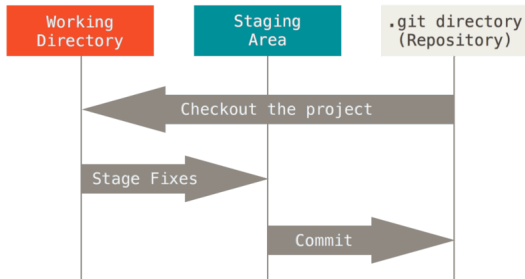 Working
Directory
Staging
Area
.git directory
(Repository)
Checkout the project
Stage Fixes
Commit